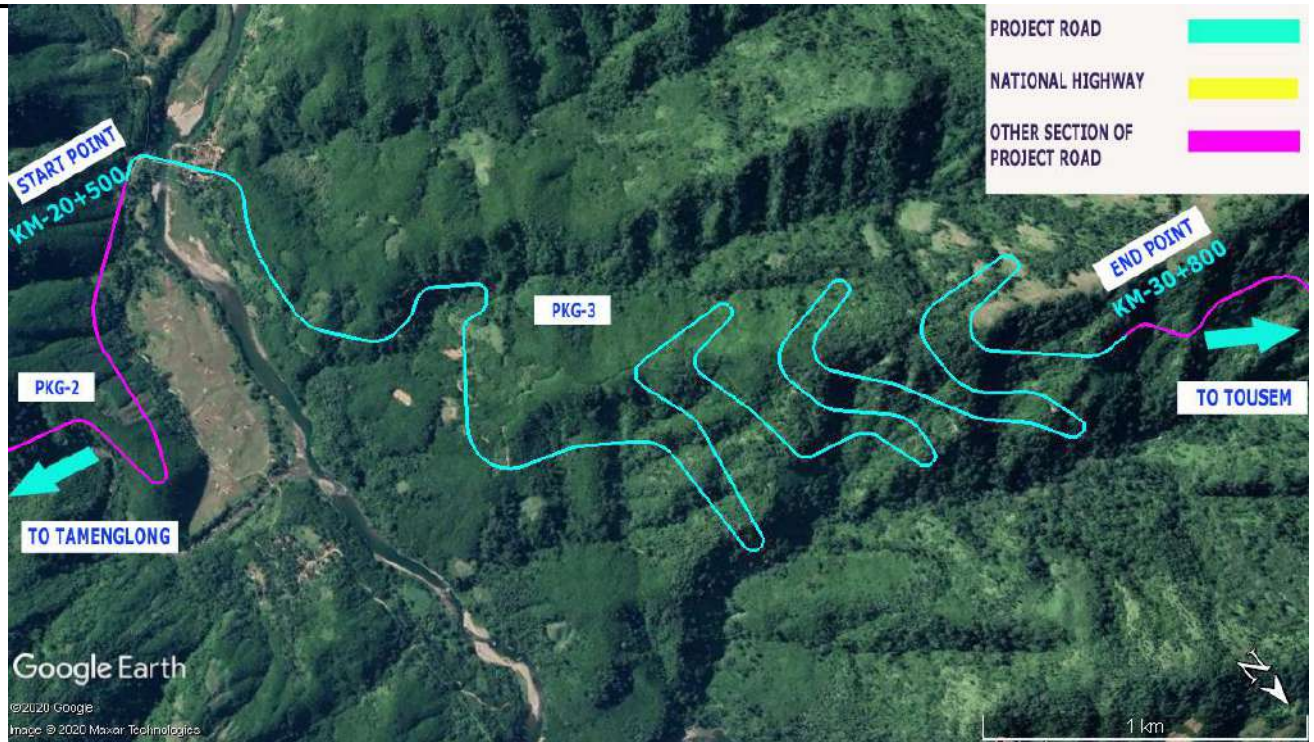 PROJECT ROAD
NATIONAL HIGHWAY
OTHER SECTION OF
PROJECT ROAD
START POINT
KM-20+500
END POINT
KM-30+800
PKG-3
PKG-2
TO TOUSEM
TO TAMENGLONG
Google Earth
©2020 Google
Image © 2020 Maxar Technologies
N
1 km